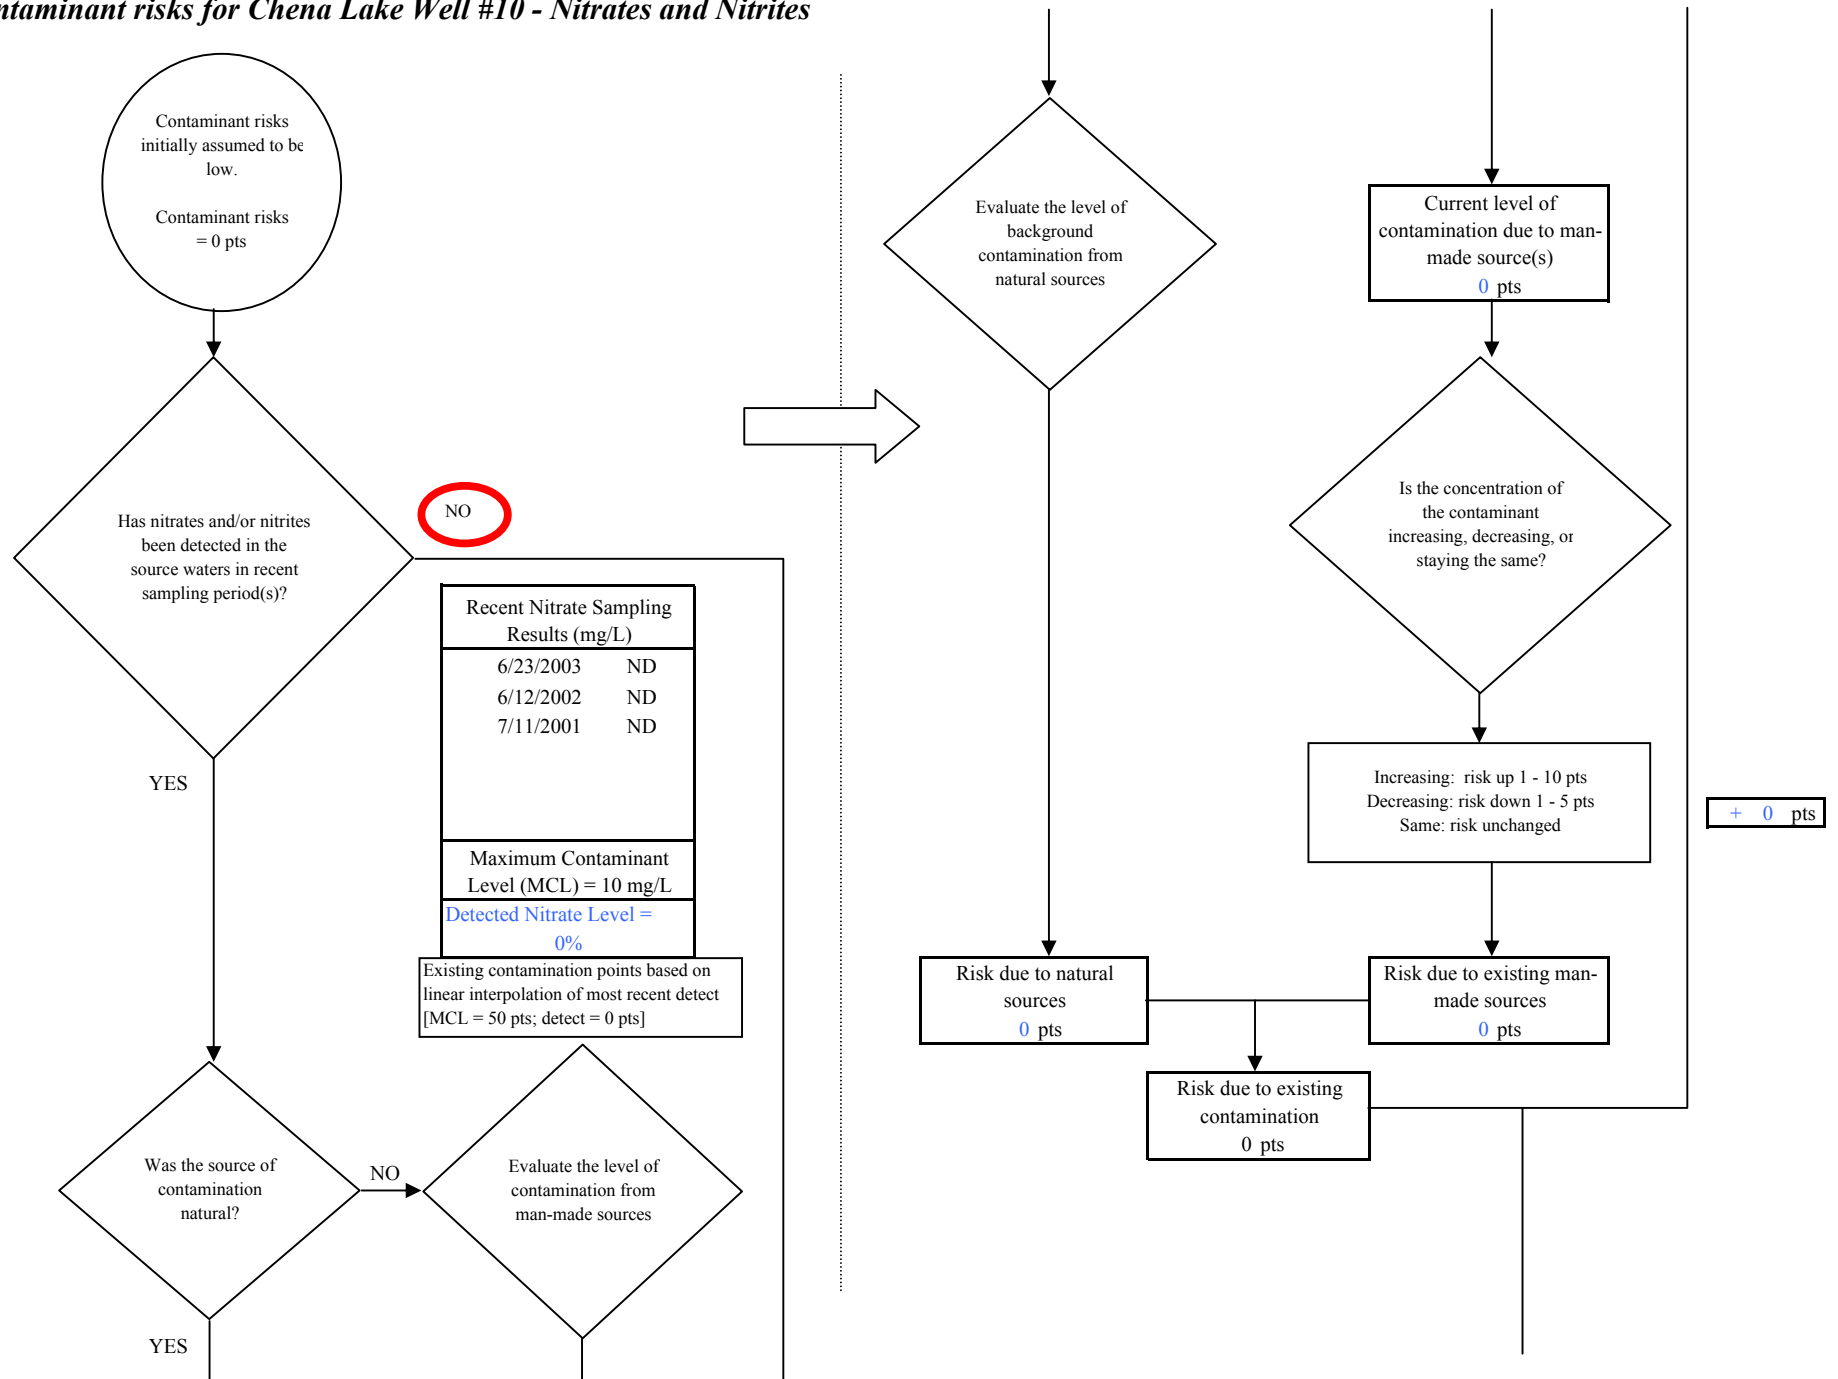 ntaminant risks for Chena Lake Well #10 - Nitrates and Nitrites
Contaminant risks
initially assumed to be
low.
Contaminant risks
= 0 pts
Has nitrates and/or nitrites
been detected in the
source waters in recent
sampling period(s)?
NO
YES
Recent Nitrate Sampling
Results (mg/L)
6/23/2003 ND
6/12/2002 ND
7/11/2001 ND
Maximum Contaminant
Level (MCL) = 10 mg/L
Detected Nitrate Level =
0%
Existing contamination points based on
linear interpolation of most recent detect
[MCL = 50 pts; detect = 0 pts]
Was the source of
contamination
natural?
NO
YES
Evaluate the level of
contamination from
man-made sources
Evaluate the level of
background
contamination from
natural sources
Current level of
contamination due to man-
made source(s)
0 pts
Is the concentration of
the contaminant
increasing, decreasing, or
staying the same?
Increasing: risk up 1 - 10 pts
Decreasing: risk down 1 - 5 pts
Same: risk unchanged
+ 0 pts
Risk due to natural
sources
0 pts
Risk due to existing man-
made sources
0 pts
Risk due to existing
contamination
0 pts